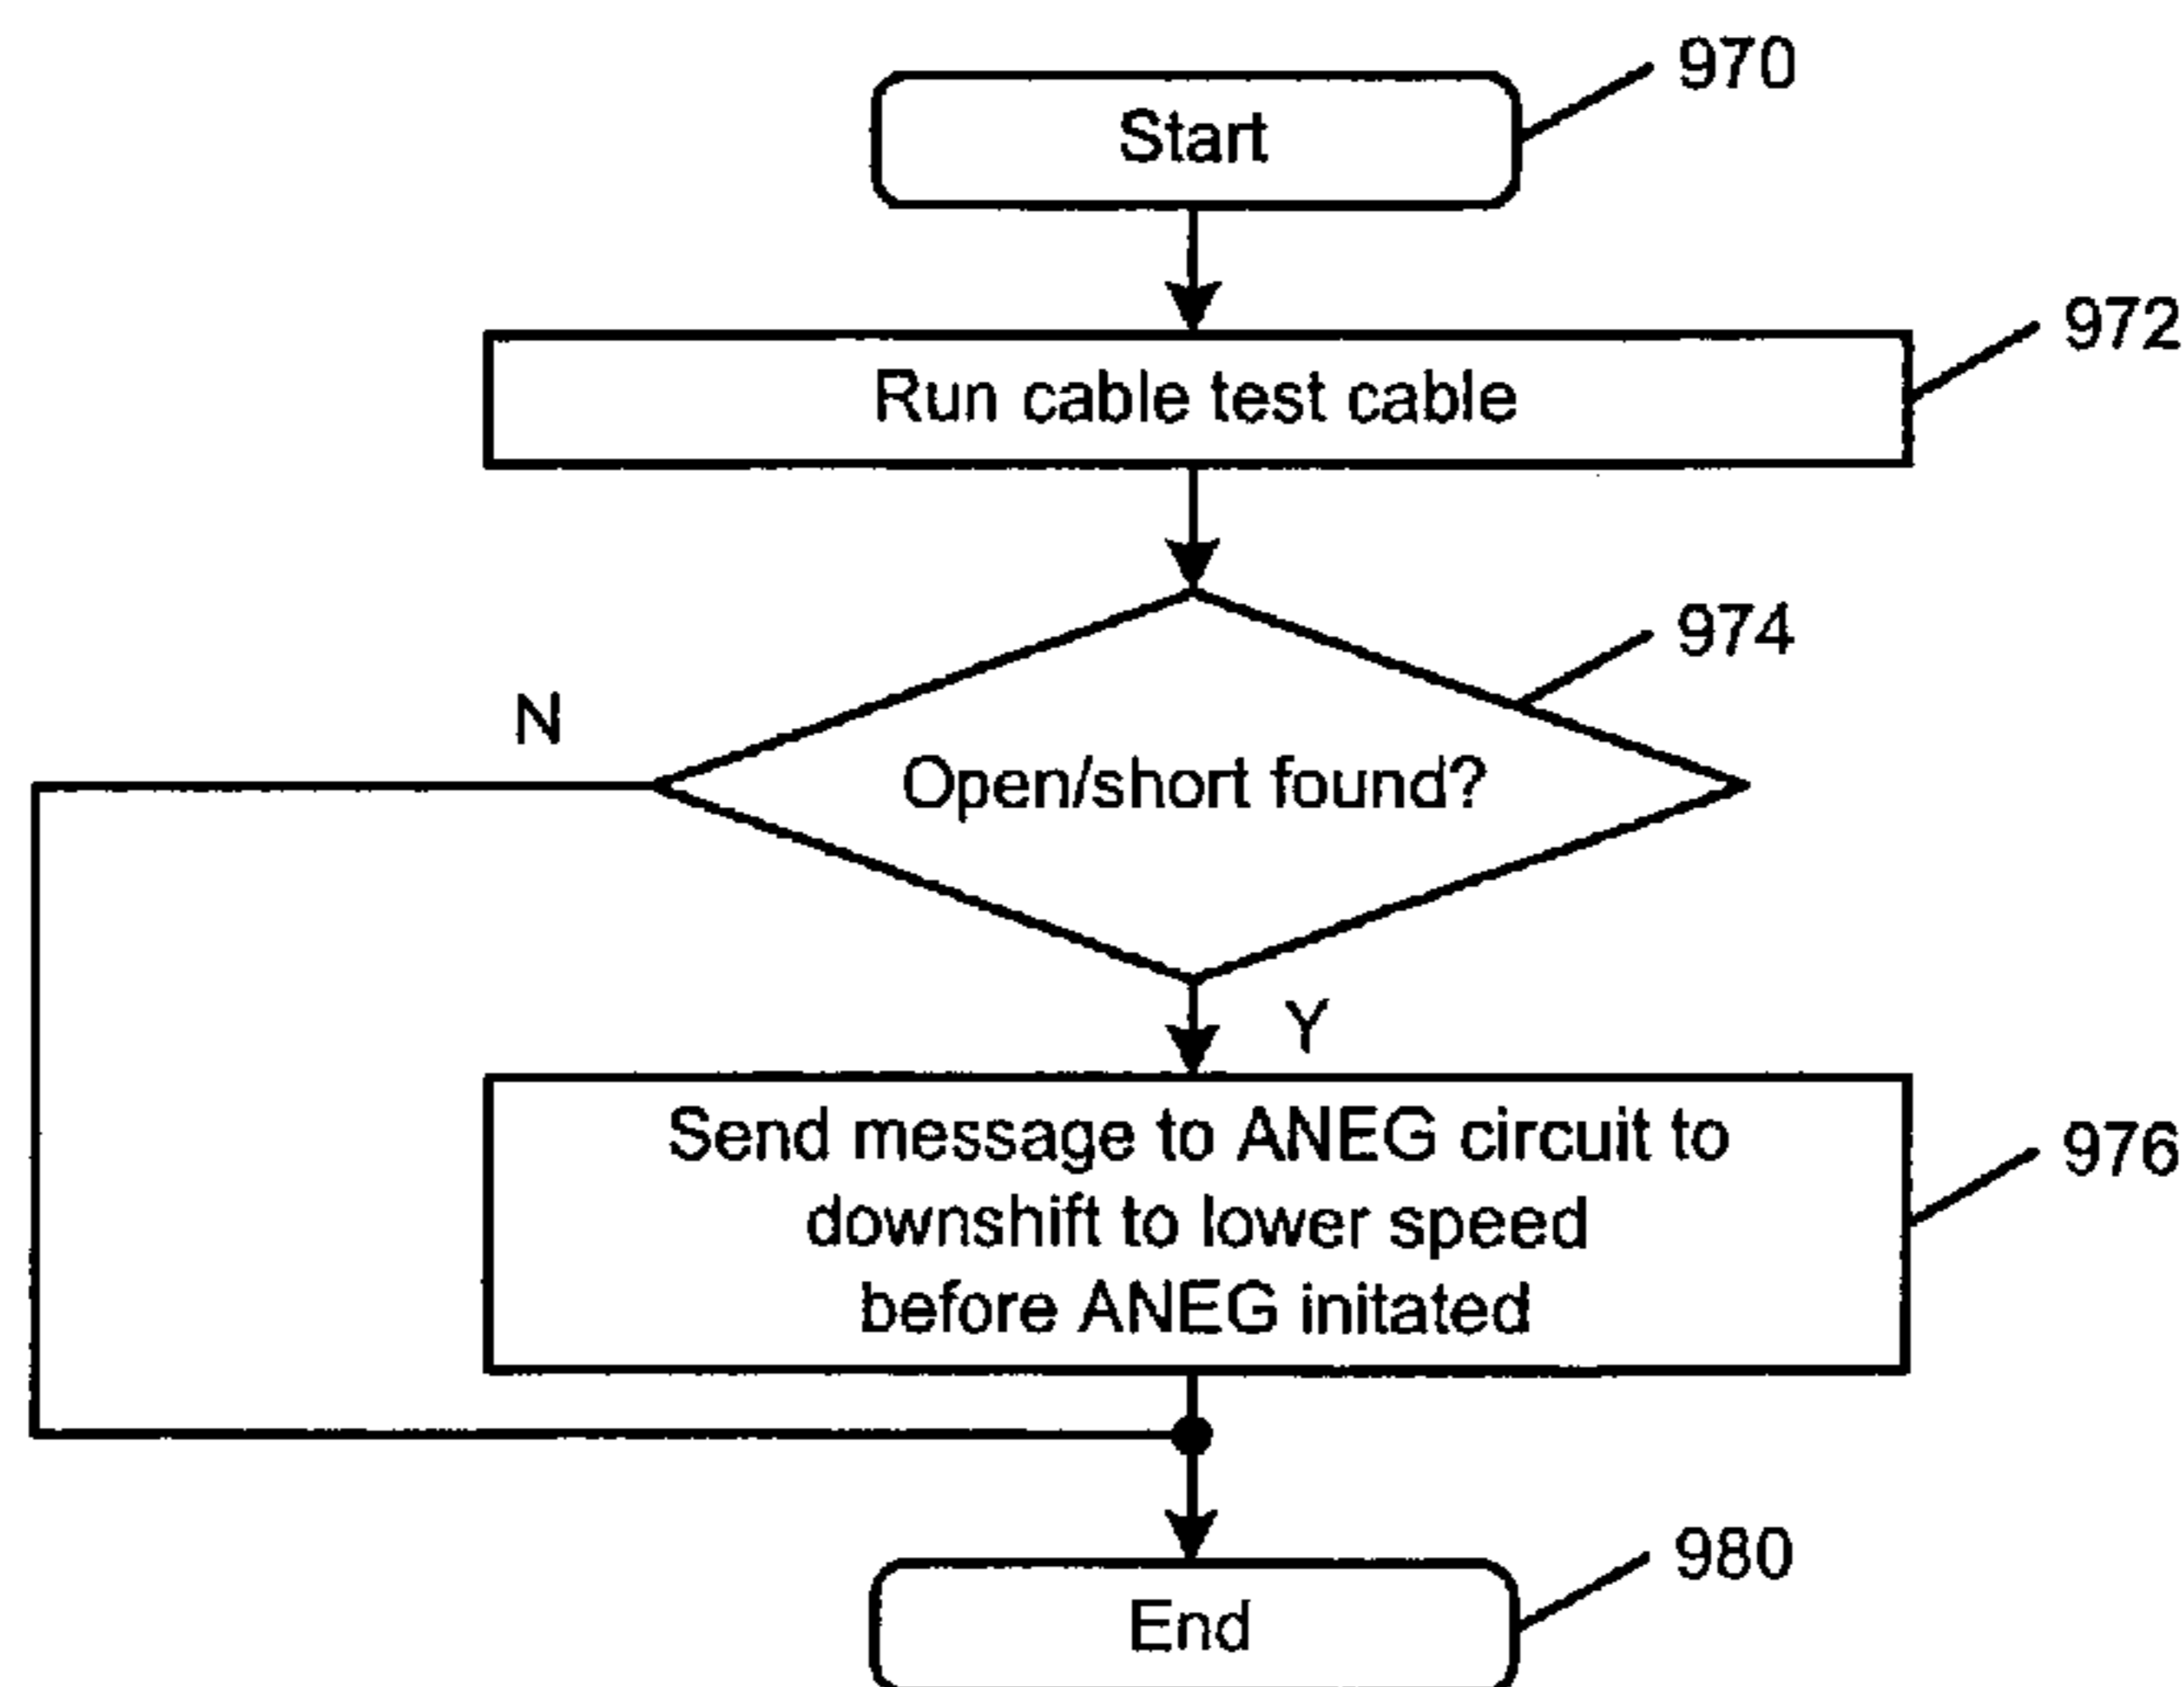 970
Start
972
Run cable test cable
974
N
Open/short found?
Y
Send message to ANEG circuit to
downshift to lower speed
before ANEG initated
976
980
End